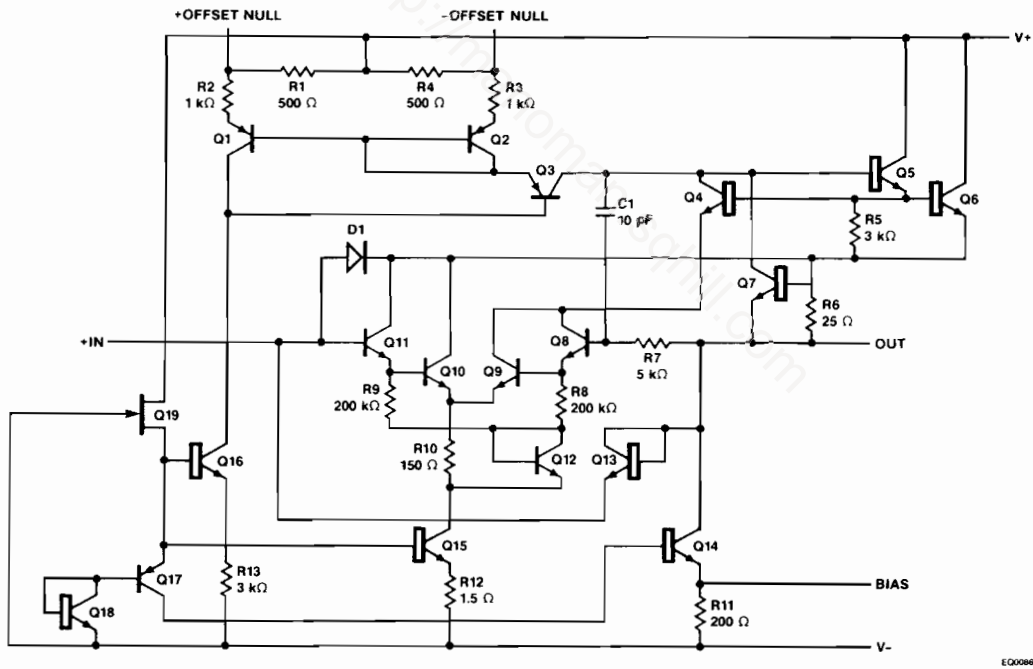 +OFFSET NULL
-OFFSET NULL
V+
R2
1 kΩ
R1
500 Ω
R4
500 Ω
R3
1 kΩ
Q1
Q2
Q3
Q5
Q4
Q6
C1
10 pF
R5
3 kΩ
D1
Q7
R6
25 Ω
+IN
Q11
Q8
OUT
R7
5 kΩ
Q10
Q9
R9
200 kΩ
R8
200 kΩ
Q19
Q16
R10
150 Ω
Q12
Q13
Q15
Q14
Q17
R13
3 kΩ
R12
1.5 Ω
BIAS
Q18
R11
200 Ω
V-